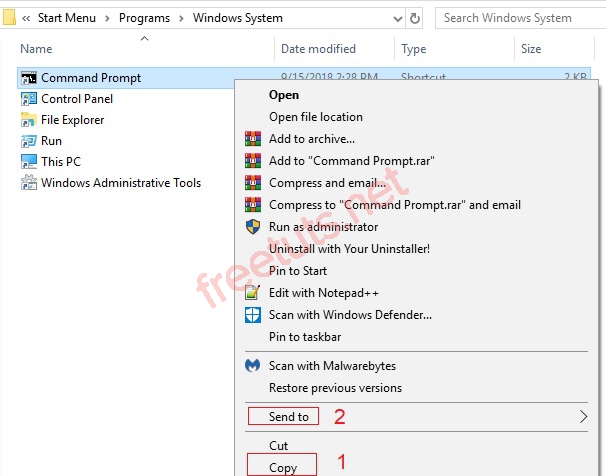 « Start Menu › Programs › Windows System
Search Windows System
Name Date modified Type Size
Command Prompt 9/15/2018 2:28 PM Shortcut 2 KB
Control Panel
File Explorer
Run
This PC
Windows Administrative Tools
Open
Open file location
Add to archive...
Add to "Command Prompt.rar"
Compress and email...
Compress to "Command Prompt.rar" and email
Run as administrator
Uninstall with Your Uninstaller!
Pin to Start
Edit with Notepad++
Scan with Windows Defender...
Pin to taskbar
Scan with Malwarebytes
Restore previous versions
Send to 2
Cut
Copy 1
freetuts.net